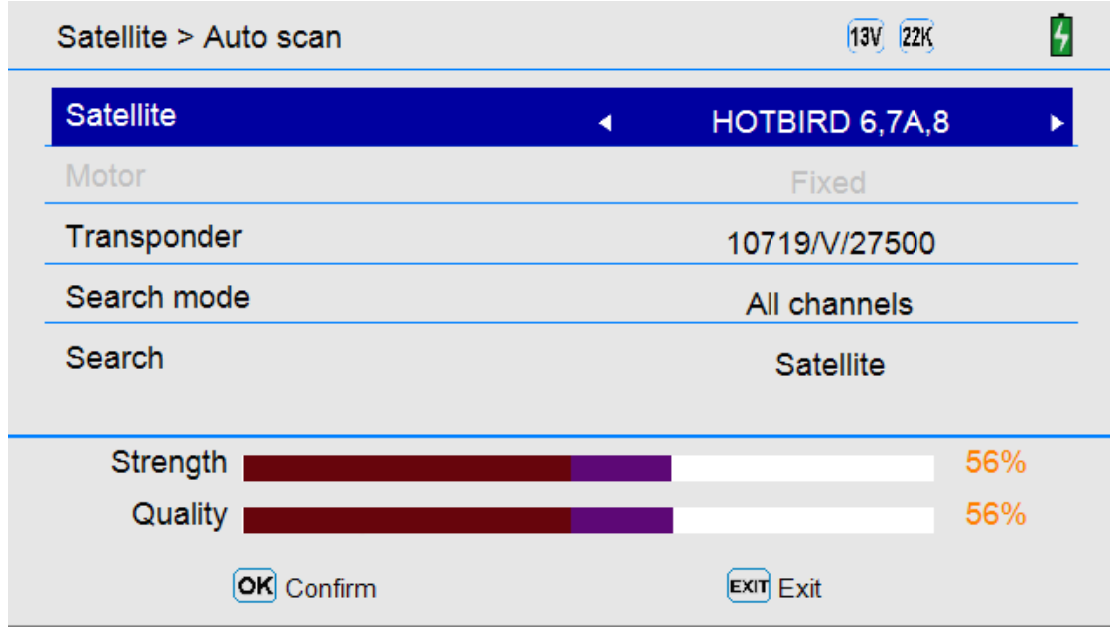 Satellite > Auto scan 13V 22K
Satellite HOTBIRD 6,7A,8
Motor Fixed
Transponder 10719/V/27500
Search mode All channels
Search Satellite
Strength 56%
Quality 56%
OK Confirm EXIT Exit